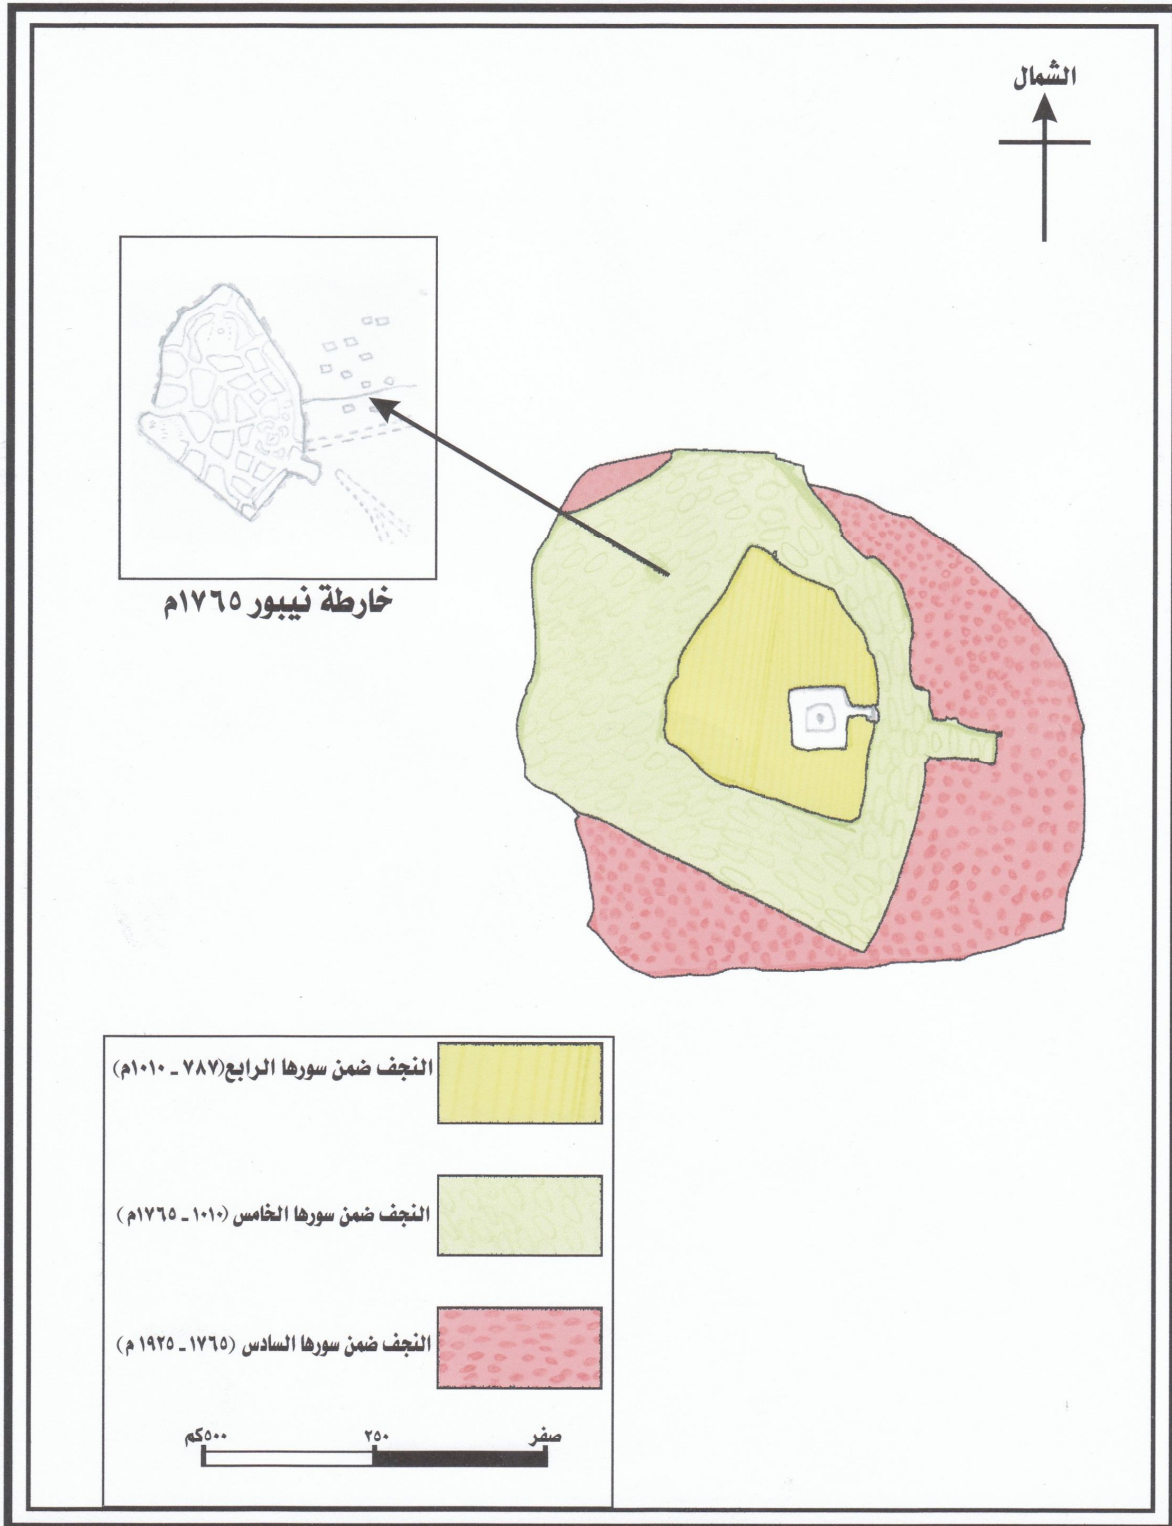 الشمال
خارطة نيبور ١٧٦٥م
النجف ضمن سورها الرابع (٧٨٧ ـ ١٠١٠م)
النجف ضمن سورها الخامس (١٠١٠ ـ ١٧٦٥م)
النجف ضمن سورها السادس (١٧٦٥ ـ ١٩٢٥ م)
صفر ٢٥٠ ٥٠٠كم